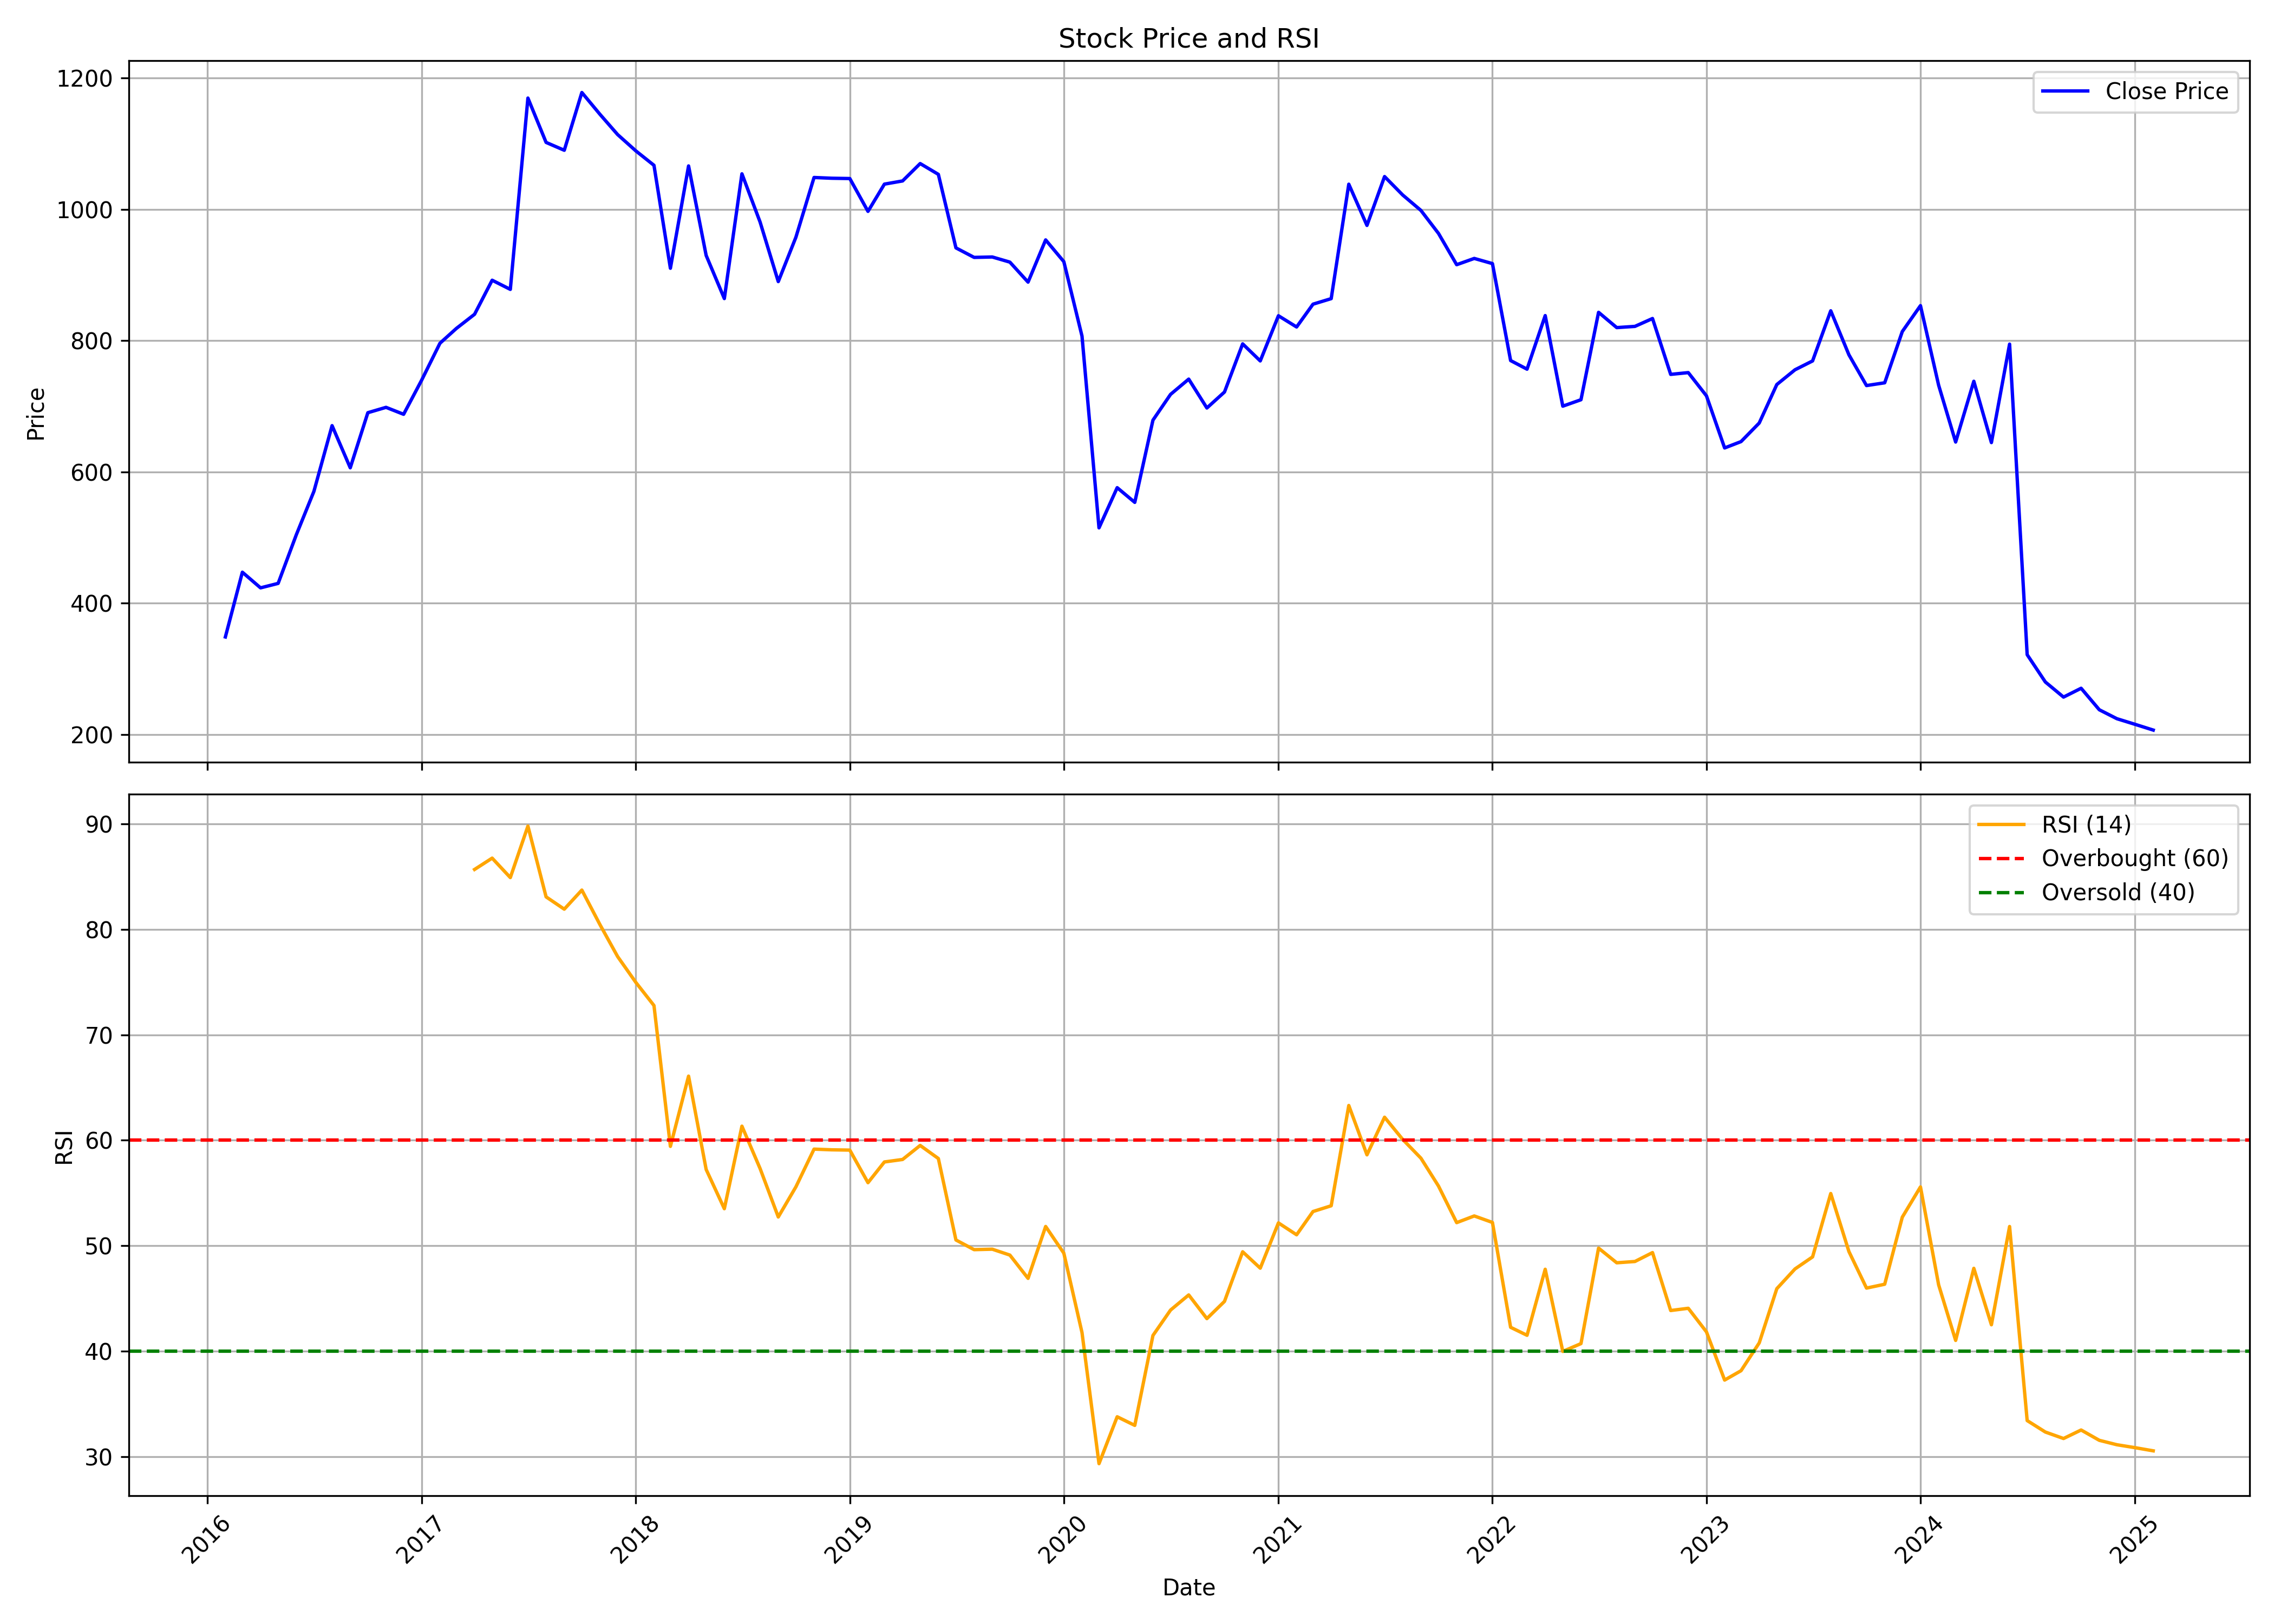 Stock Price and RSI
Close Price
Price
1200
1000
800
600
400
200
RSI (14)
Overbought (60)
Oversold (40)
RSI
90
80
70
60
50
40
30
2016
2017
2018
2019
2020
2021
2022
2023
2024
2025
Date